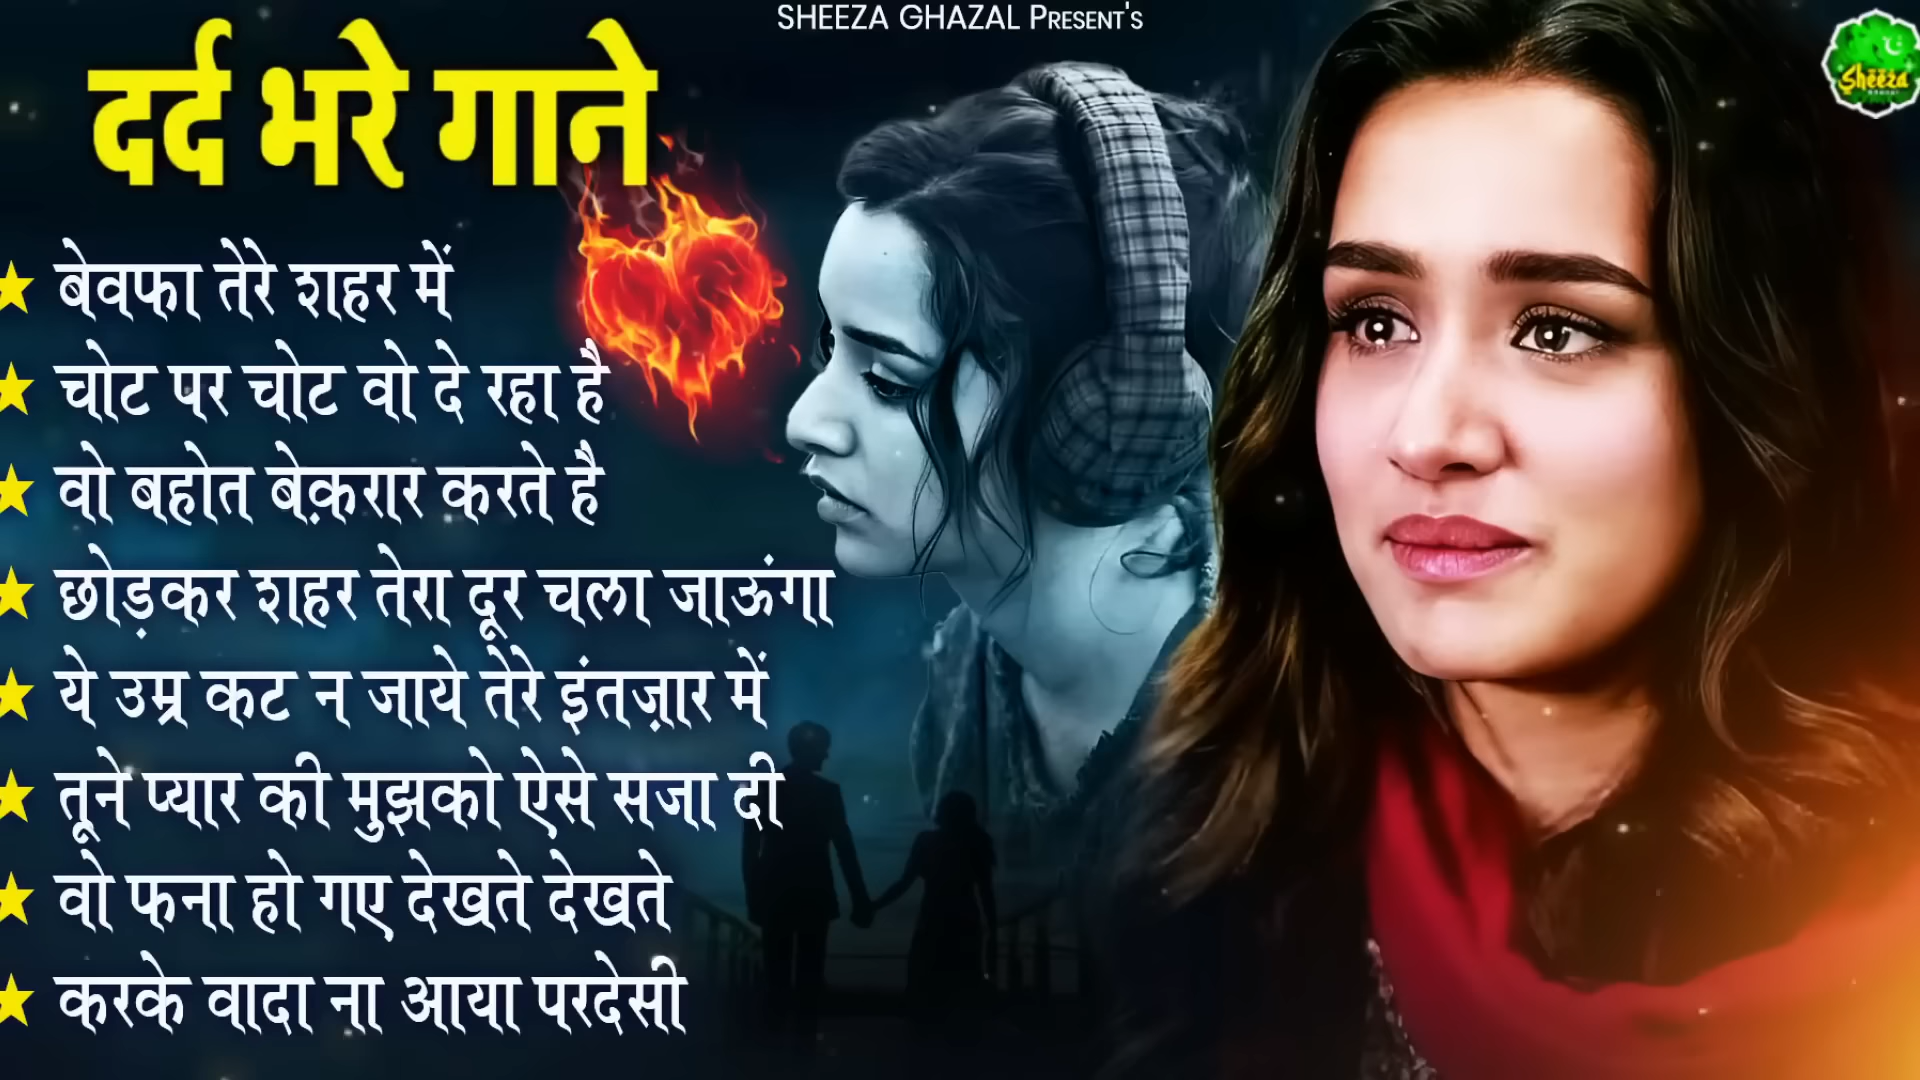 SHEEZA GHAZAL PRESENT'S
Sheeza
दर्द भरे गाने
बेवफा तेरे शहर में
चोट पर चोट वो दे रहा है
वो बहोत बेक़रार करते है
छोड़कर शहर तेरा दूर चला जाऊंगा
ये उम्र कट न जाये तेरे इंतज़ार में
तूने प्यार की मुझको ऐसे सजा दी
वो फना हो गए देखते देखते
करके वादा ना आया परदेसी